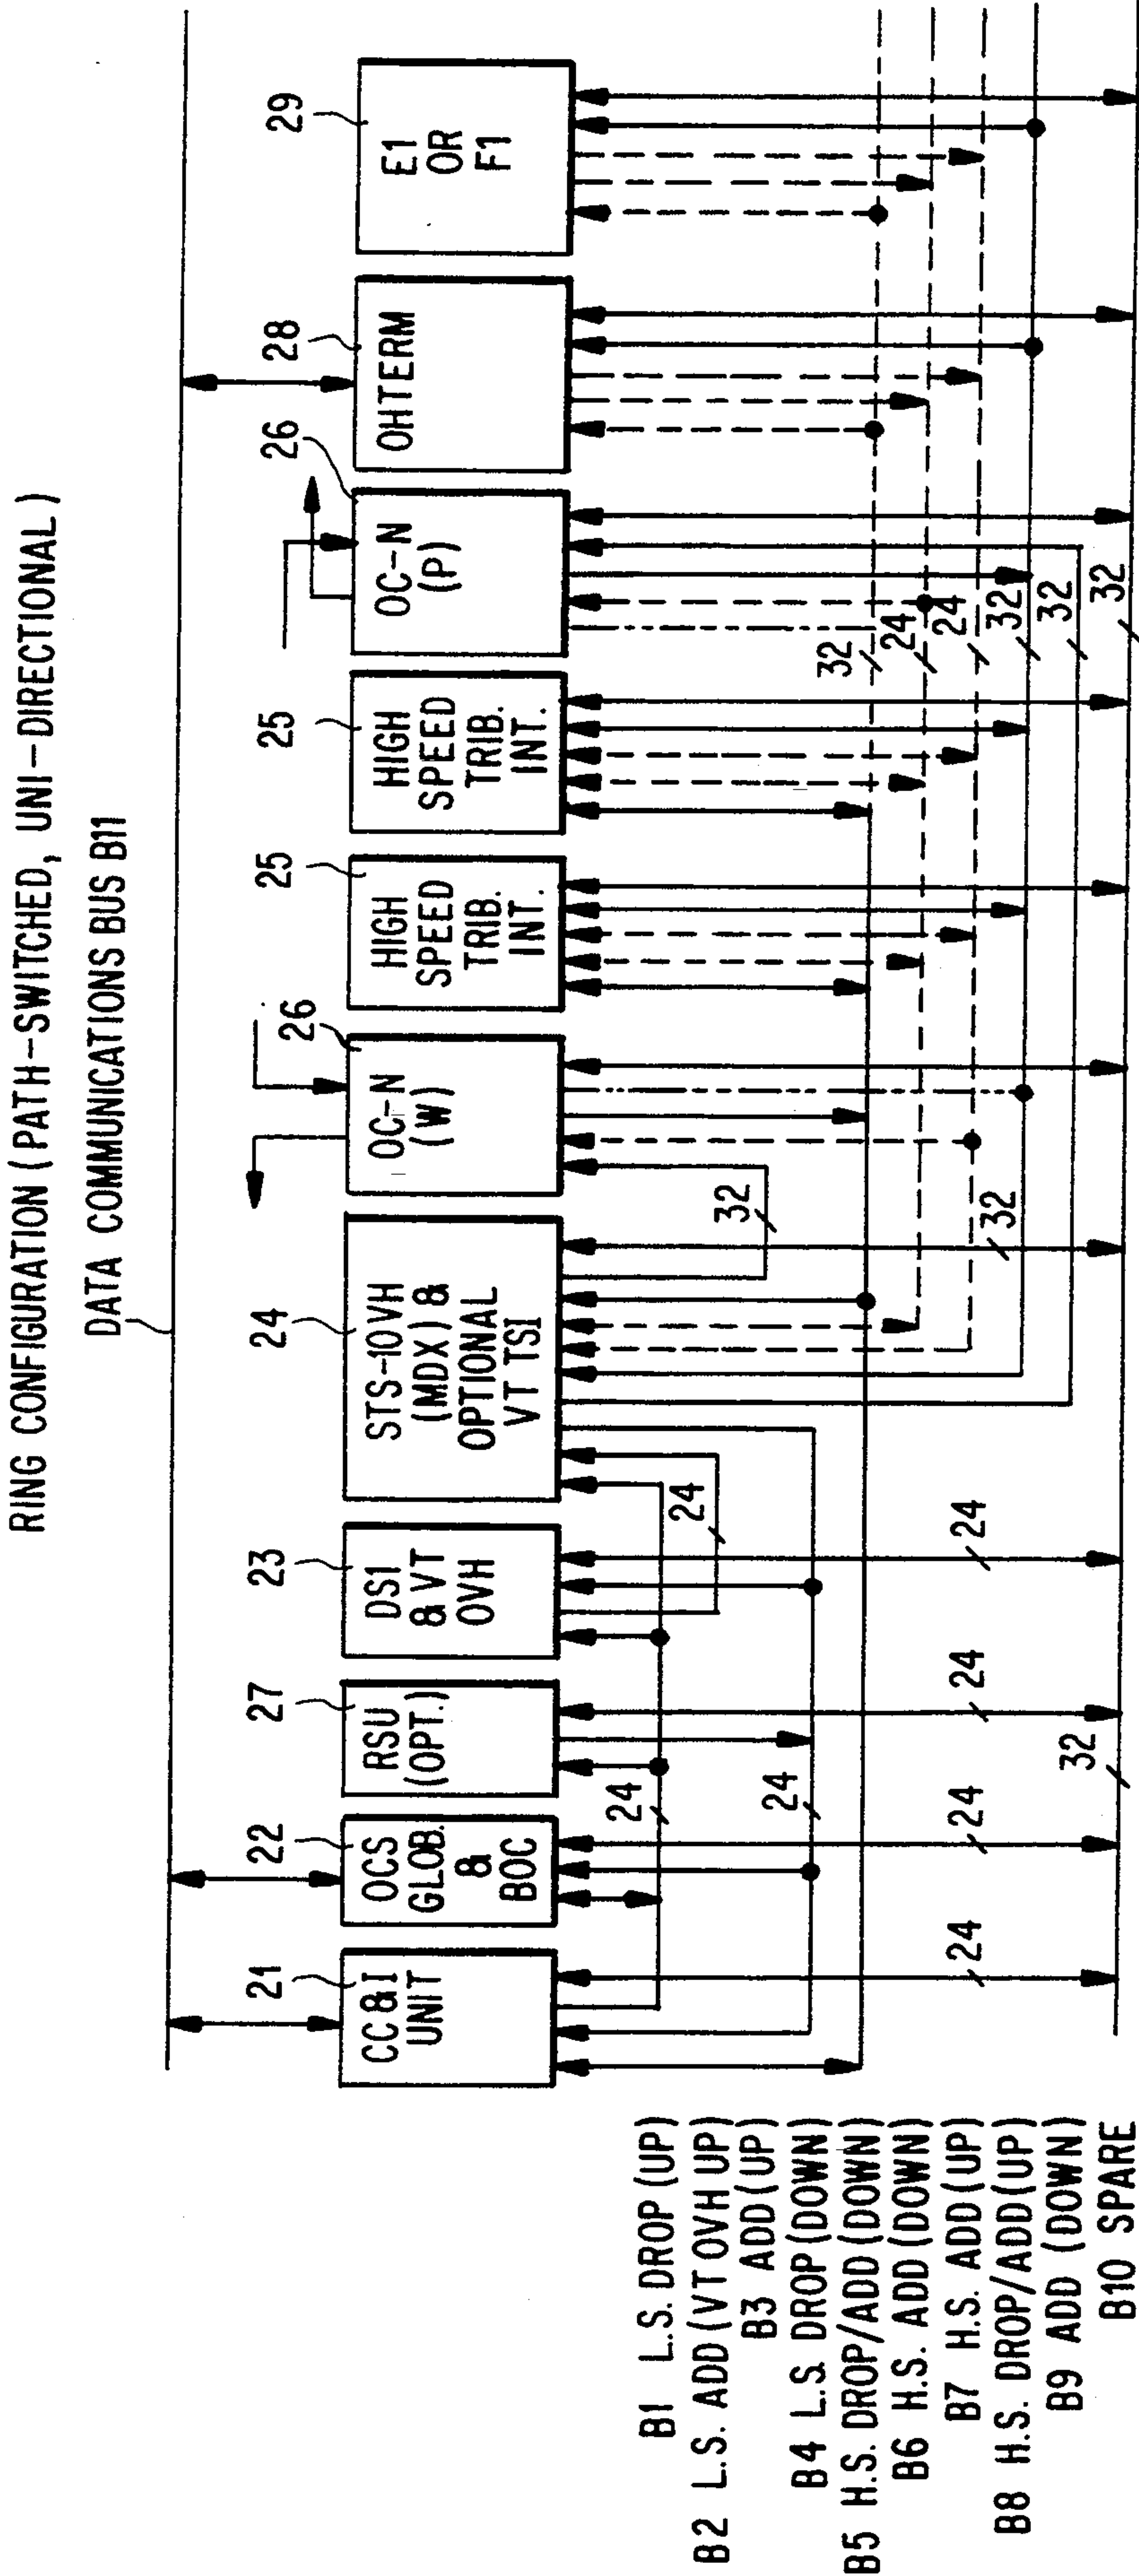 RING CONFIGURATION (PATH-SWITCHED, UNI-DIRECTIONAL)
DATA COMMUNICATIONS BUS B11
21
22
27
23
24
26
25
25
26
28
29
CC & I
UNIT
OCS
GLOB.
&
BOC
RSU
(OPT.)
DS1
& VT
OVH
STS-1OVH
(MDX) &
OPTIONAL
VT TSI
OC-N
(W)
HIGH
SPEED
TRIB.
INT.
HIGH
SPEED
TRIB.
INT.
OC-N
(P)
OHTERM
E1
OR
F1
B1 L.S. DROP (UP)
B2 L.S. ADD (VT OVH UP)
B3 ADD (UP)
B4 L.S. DROP (DOWN)
B5 H.S. DROP/ADD (DOWN)
B6 H.S. ADD (DOWN)
B7 H.S. ADD (UP)
B8 H.S. DROP/ADD (UP)
B9 ADD (DOWN)
B10 SPARE
24
24
24
32
32
24
24
32
32
32
24
24
24
24
32
32